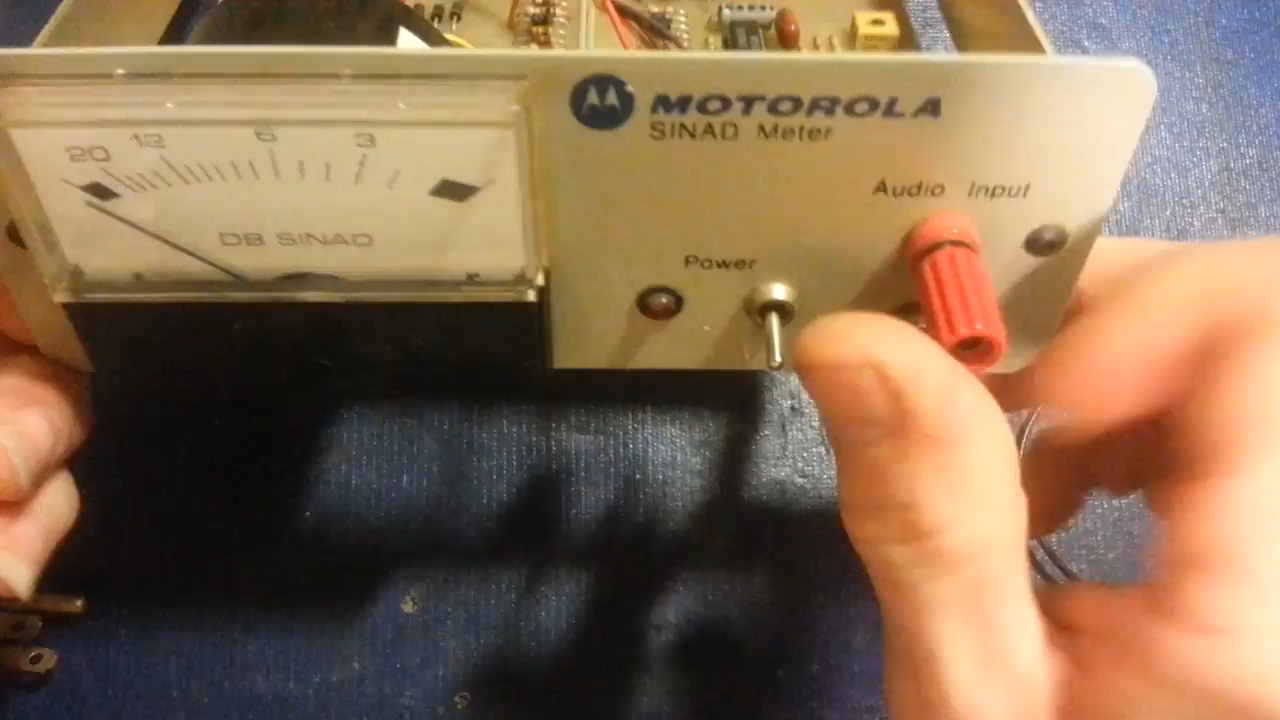 20 12 6 3
DB SINAD
MOTOROLA
SINAD Meter
Audio Input
Power